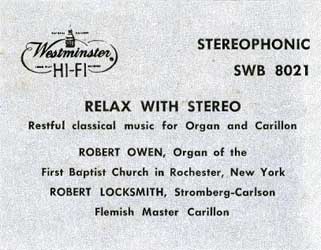 Westminster
HI-FI
STEREOPHONIC
SWB 8021
RELAX WITH STEREO
Restful classical music for Organ and Carillon
ROBERT OWEN, Organ of the
First Baptist Church in Rochester, New York
ROBERT LOCKSMITH, Stromberg-Carlson
Flemish Master Carillon